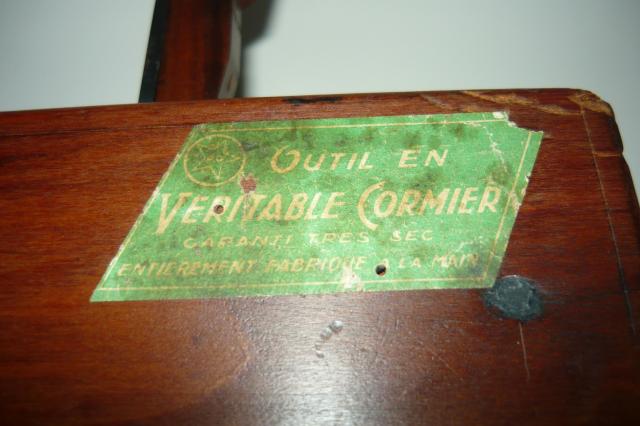 OUTIL EN
VERITABLE CORMIER
GARANTI TRES SEC
ENTIEREMENT FABRIQUE A LA MAIN